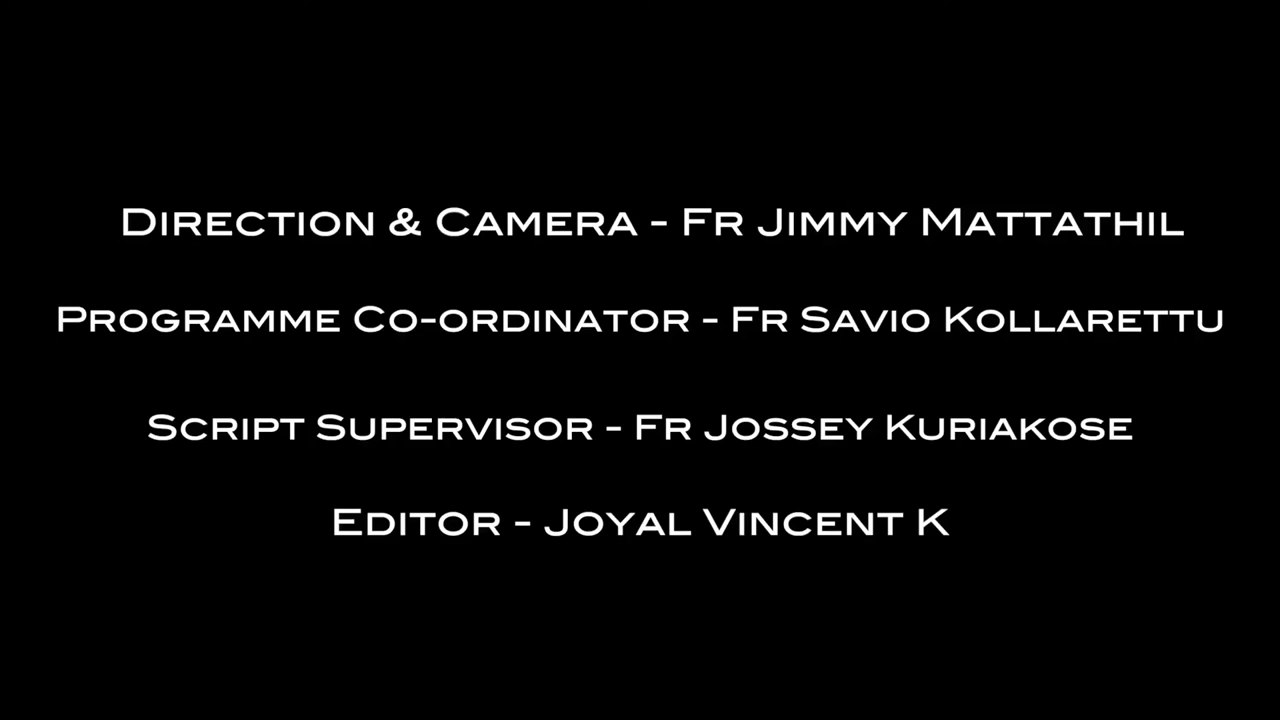 Direction & Camera - Fr Jimmy Mattathil
Programme Co-ordinator - Fr Savio Kollarettu
Script Supervisor - Fr Jossey Kuriakose
Editor - Joyal Vincent K